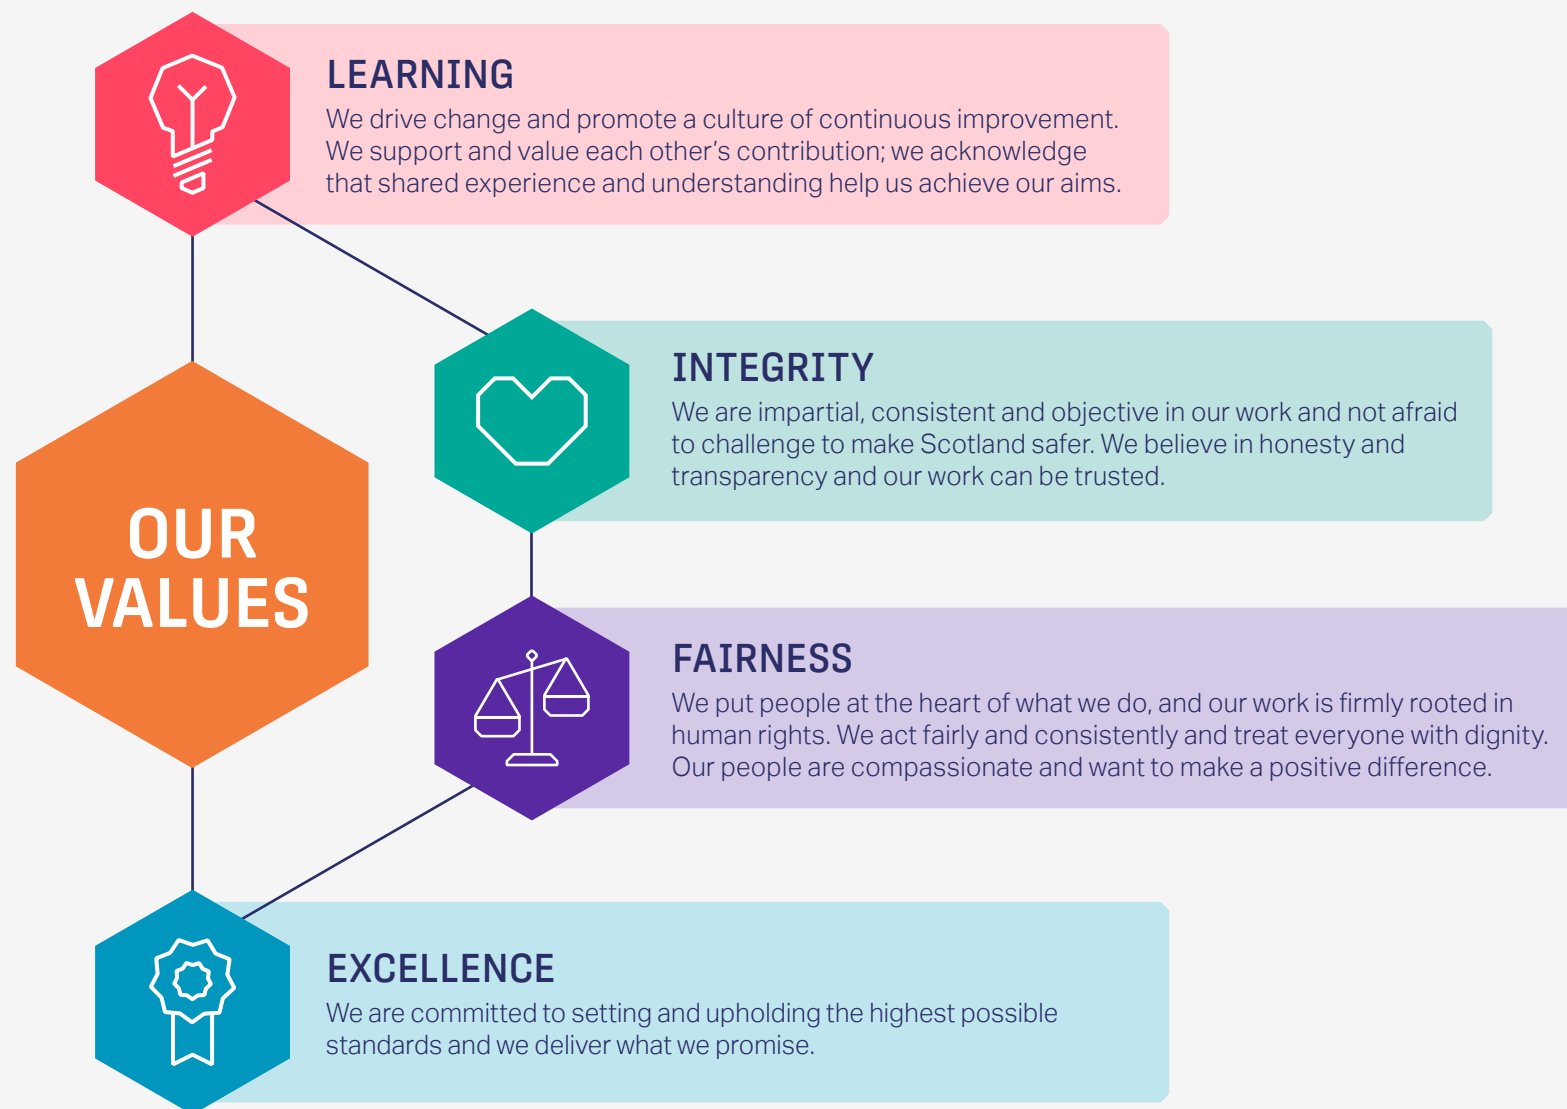 LEARNING
We drive change and promote a culture of continuous improvement.
We support and value each other’s contribution; we acknowledge
that shared experience and understanding help us achieve our aims.
INTEGRITY
We are impartial, consistent and objective in our work and not afraid
to challenge to make Scotland safer. We believe in honesty and
transparency and our work can be trusted.
OUR
VALUES
FAIRNESS
We put people at the heart of what we do, and our work is firmly rooted in
human rights. We act fairly and consistently and treat everyone with dignity.
Our people are compassionate and want to make a positive difference.
EXCELLENCE
We are committed to setting and upholding the highest possible
standards and we deliver what we promise.